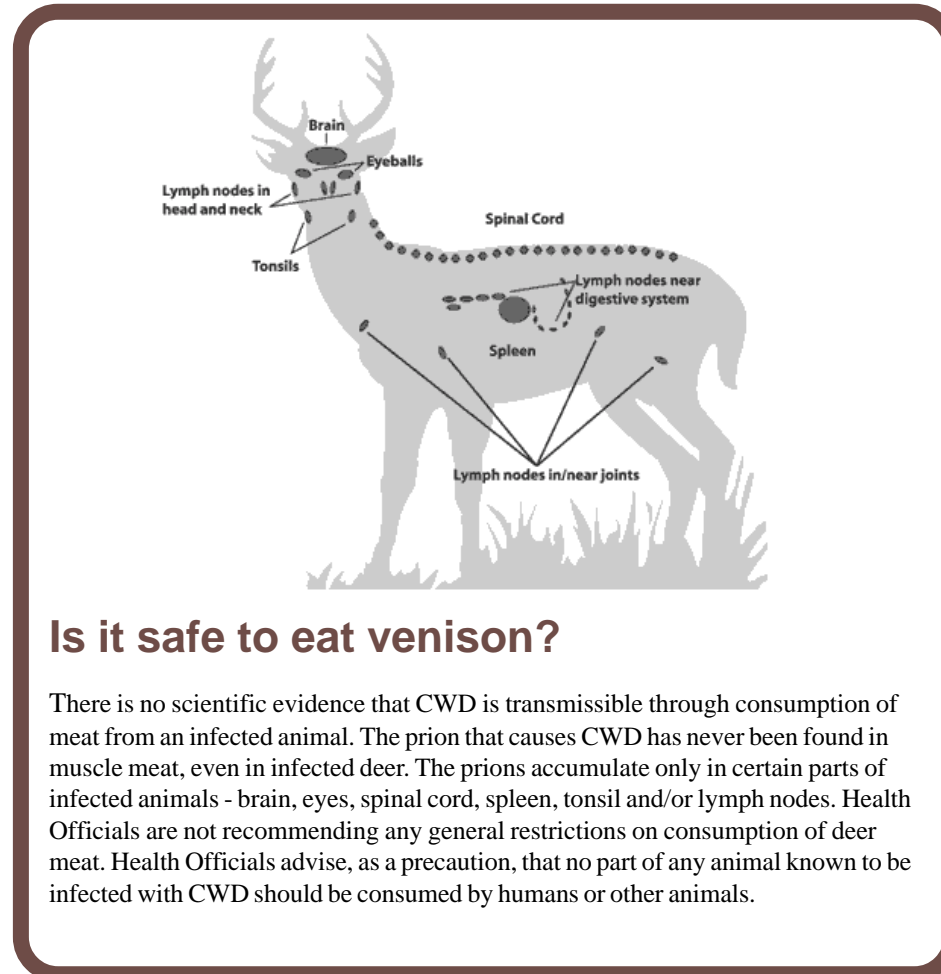 Brain
Eyeballs
Lymph nodes in
head and neck
Spinal Cord
Tonsils
Lymph nodes near
digestive system
Spleen
Lymph nodes in/near joints
Is it safe to eat venison?
There is no scientific evidence that CWD is transmissible through consumption of
meat from an infected animal. The prion that causes CWD has never been found in
muscle meat, even in infected deer. The prions accumulate only in certain parts of
infected animals - brain, eyes, spinal cord, spleen, tonsil and/or lymph nodes. Health
Officials are not recommending any general restrictions on consumption of deer
meat. Health Officials advise, as a precaution, that no part of any animal known to be
infected with CWD should be consumed by humans or other animals.